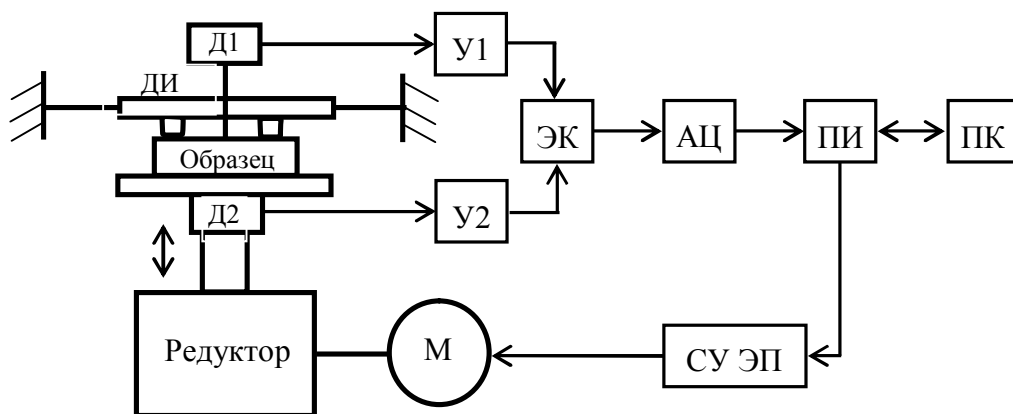 Д1
У1
ДИ
ЭК
АЦ
ПИ
ПК
Образец
Д2
У2
Редуктор
М
СУ ЭП